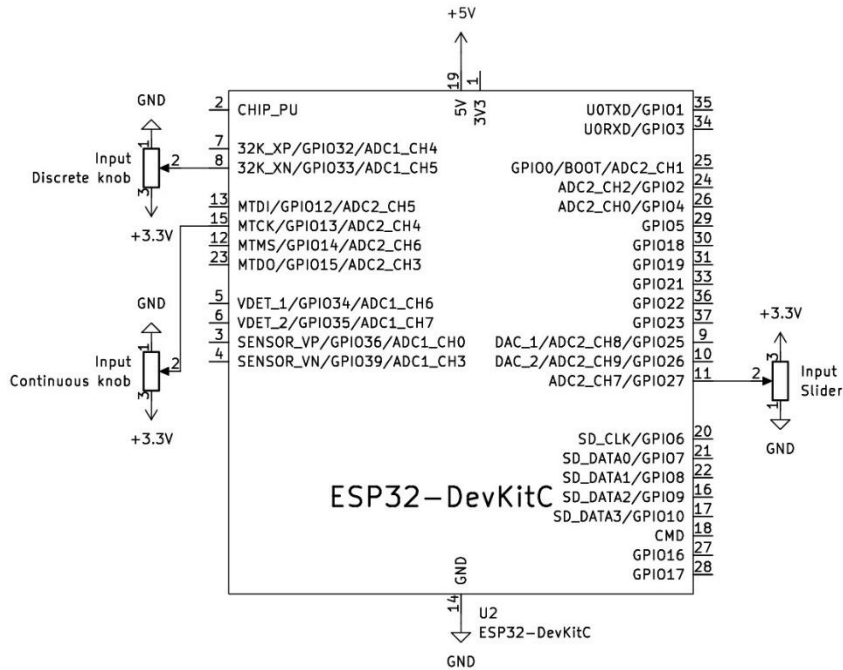 +5V
19
1
5V
3V3
GND
1
2
3
Input
Discrete knob
+3.3V
GND
1
2
3
Input
Continuous knob
+3.3V
2 CHIP_PU
7 32K_XP/GPIO32/ADC1_CH4
8 32K_XN/GPIO33/ADC1_CH5
13 MTDI/GPIO12/ADC2_CH5
15 MTCK/GPIO13/ADC2_CH4
12 MTMS/GPIO14/ADC2_CH6
23 MTDO/GPIO15/ADC2_CH3
5 VDET_1/GPIO34/ADC1_CH6
6 VDET_2/GPIO35/ADC1_CH7
3 SENSOR_VP/GPIO36/ADC1_CH0
4 SENSOR_VN/GPIO39/ADC1_CH3
U0TXD/GPIO1 35
U0RXD/GPIO3 34
GPIO0/BOOT/ADC2_CH1 25
ADC2_CH2/GPIO2 24
ADC2_CH0/GPIO4 26
GPIO5 29
GPIO18 30
GPIO19 31
GPIO21 33
GPIO22 36
GPIO23 37
DAC_1/ADC2_CH8/GPIO25 9
DAC_2/ADC2_CH9/GPIO26 10
ADC2_CH7/GPIO27 11
SD_CLK/GPIO6 20
SD_DATA0/GPIO7 21
SD_DATA1/GPIO8 22
SD_DATA2/GPIO9 16
SD_DATA3/GPIO10 17
CMD 18
GPIO16 27
GPIO17 28
+3.3V
3
2
1
Input
Slider
GND
ESP32-DevKitC
GND
14
U2
ESP32-DevKitC
GND